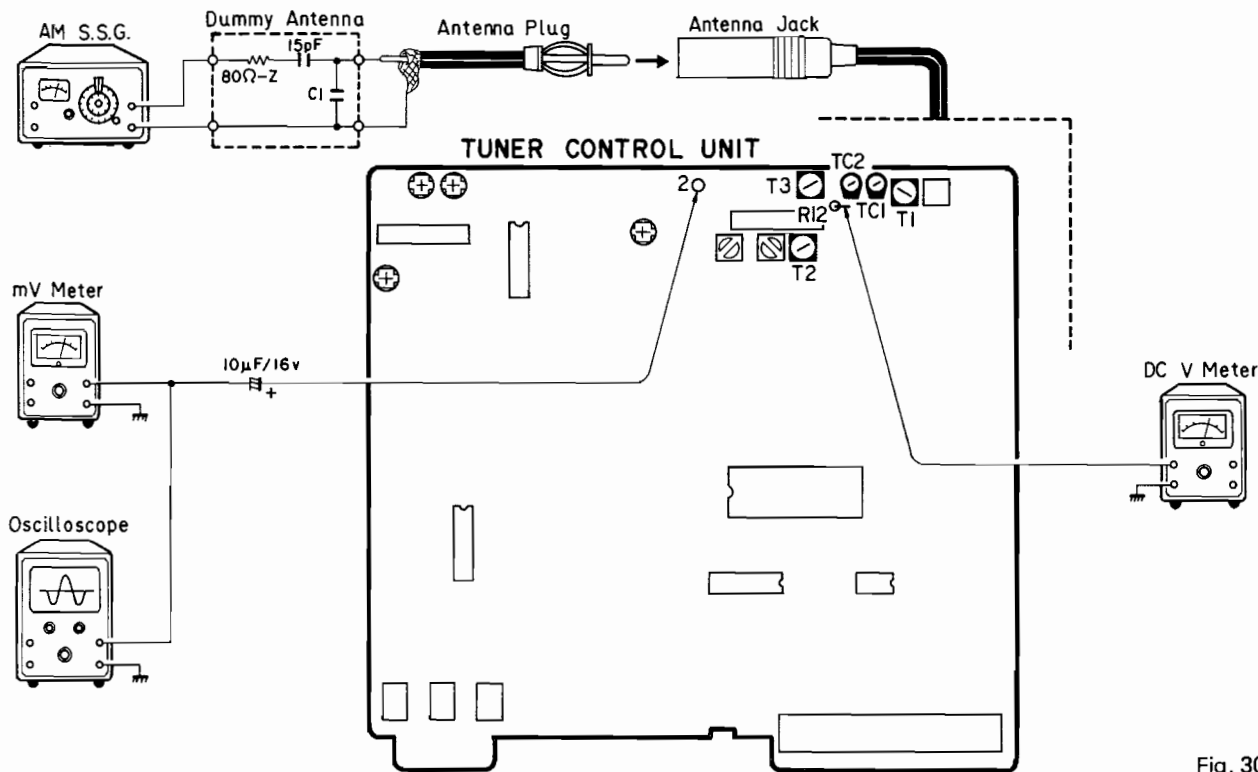 AM S.S.G.
Dummy Antenna
15pF
80Ω-Z
C1
Antenna Plug
Antenna Jack
TUNER CONTROL UNIT
2
T3
TC2
TC1
T1
R12
T2
mV Meter
10μF/16v
+
DC V Meter
Oscilloscope
Fig. 30